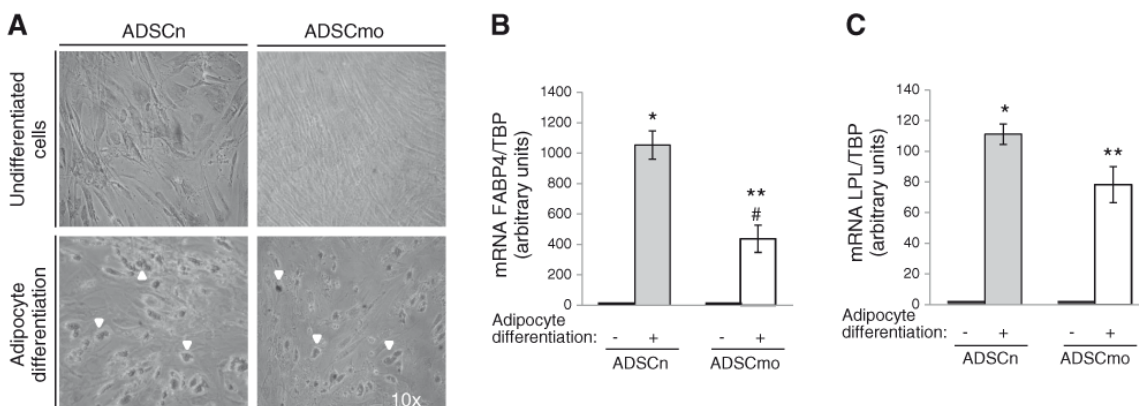 A
ADSCn
ADSCmo
Undifferentiated
cells
Adipocyte
differentiation
10x
B
mRNA FABP4/TBP
(arbitrary units)
1400
1200
1000
800
600
400
200
0
*
**
#
Adipocyte
differentiation: - + - +
ADSCn ADSCmo
C
mRNA LPL/TBP
(arbitrary units)
140
120
100
80
60
40
20
0
*
**
Adipocyte
differentiation: - + - +
ADSCn ADSCmo